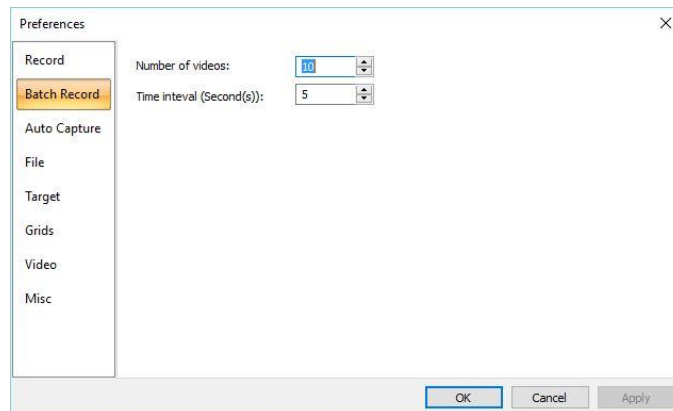 Preferences
Record
Batch Record
Auto Capture
File
Target
Grids
Video
Misc
Number of videos: 10
Time inteval (Second(s)): 5
OK Cancel Apply